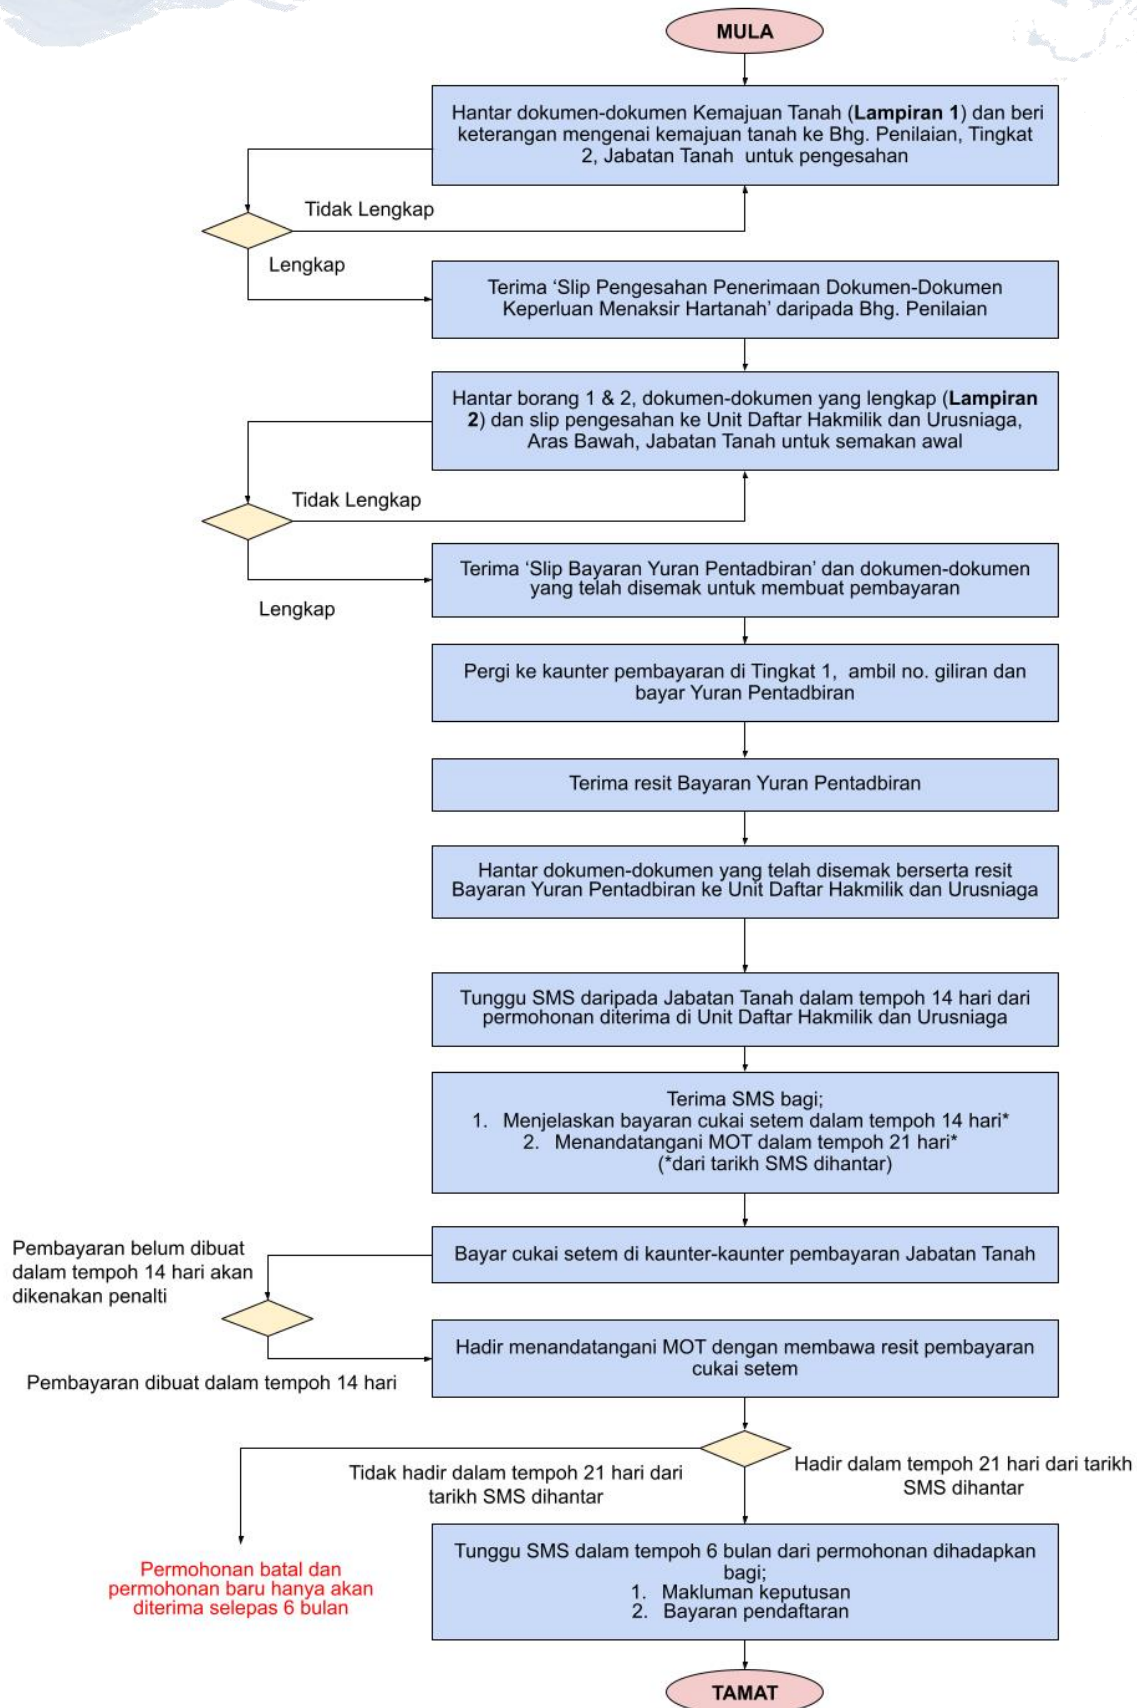 MULA
Hantar dokumen-dokumen Kemajuan Tanah (Lampiran 1) dan beri
keterangan mengenai kemajuan tanah ke Bhg. Penilaian, Tingkat
2, Jabatan Tanah untuk pengesahan
Tidak Lengkap
Lengkap
Terima ‘Slip Pengesahan Penerimaan Dokumen-Dokumen
Keperluan Menaksir Hartanah’ daripada Bhg. Penilaian
Hantar borang 1 & 2, dokumen-dokumen yang lengkap (Lampiran
2) dan slip pengesahan ke Unit Daftar Hakmilik dan Urusniaga,
Aras Bawah, Jabatan Tanah untuk semakan awal
Tidak Lengkap
Lengkap
Terima ‘Slip Bayaran Yuran Pentadbiran’ dan dokumen-dokumen
yang telah disemak untuk membuat pembayaran
Pergi ke kaunter pembayaran di Tingkat 1, ambil no. giliran dan
bayar Yuran Pentadbiran
Terima resit Bayaran Yuran Pentadbiran
Hantar dokumen-dokumen yang telah disemak berserta resit
Bayaran Yuran Pentadbiran ke Unit Daftar Hakmilik dan Urusniaga
Tunggu SMS daripada Jabatan Tanah dalam tempoh 14 hari dari
permohonan diterima di Unit Daftar Hakmilik dan Urusniaga
Terima SMS bagi;
1. Menjelaskan bayaran cukai setem dalam tempoh 14 hari*
2. Menandatangani MOT dalam tempoh 21 hari*
(*dari tarikh SMS dihantar)
Bayar cukai setem di kaunter-kaunter pembayaran Jabatan Tanah
Pembayaran belum dibuat
dalam tempoh 14 hari akan
dikenakan penalti
Pembayaran dibuat dalam tempoh 14 hari
Hadir menandatangani MOT dengan membawa resit pembayaran
cukai setem
Tidak hadir dalam tempoh 21 hari dari
tarikh SMS dihantar
Hadir dalam tempoh 21 hari dari tarikh
SMS dihantar
Permohonan batal dan
permohonan baru hanya akan
diterima selepas 6 bulan
Tunggu SMS dalam tempoh 6 bulan dari permohonan dihadapkan
bagi;
1. Makluman keputusan
2. Bayaran pendaftaran
TAMAT